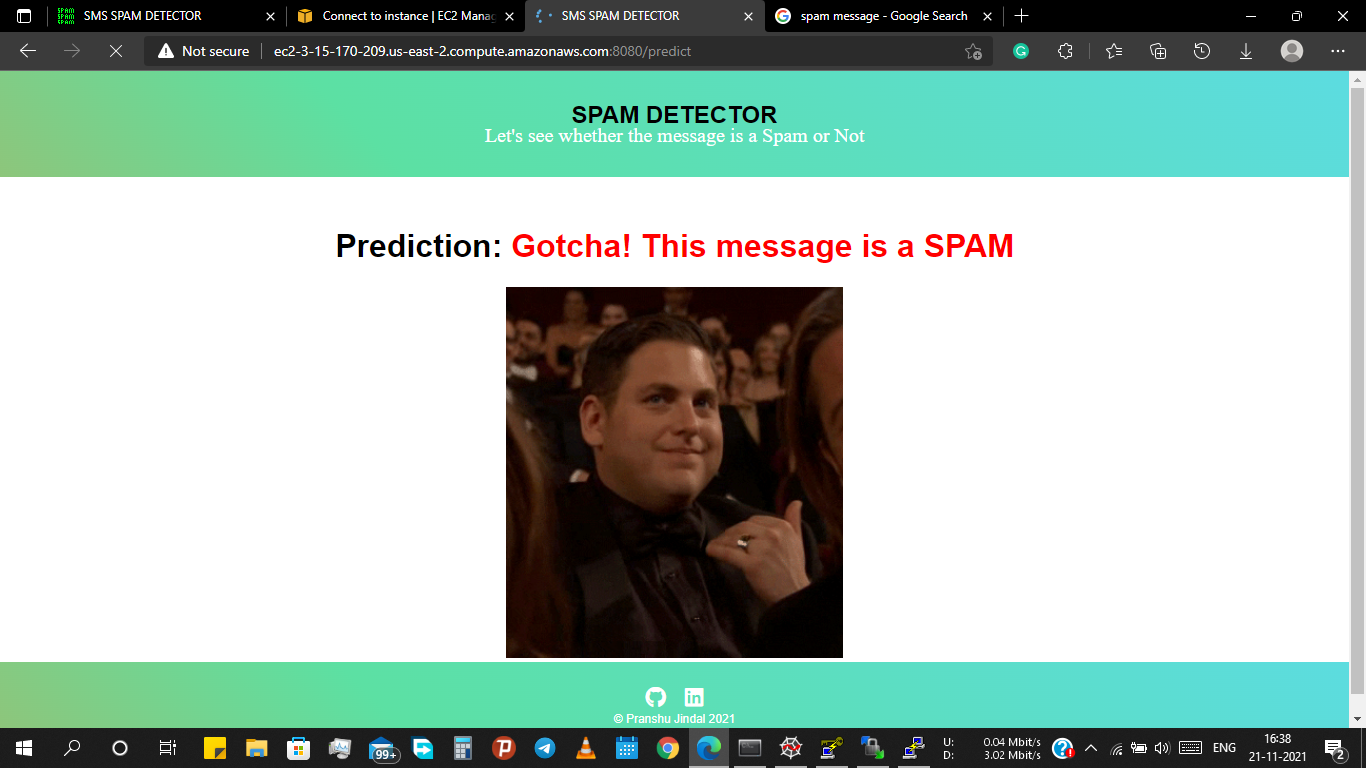 SPAM
SPAM
SMS SPAM DETECTOR
Connect to instance | EC2 Manag
SMS SPAM DETECTOR
spam message - Google Search
Not secure
ec2-3-15-170-209.us-east-2.compute.amazonaws.com:8080/predict
SPAM DETECTOR
Let's see whether the message is a Spam or Not
Prediction: Gotcha! This message is a SPAM
© Pranshu Jindal 2021
99+
U: 0.04 Mbit/s
D: 3.02 Mbit/s
ENG
16:38
21-11-2021
2